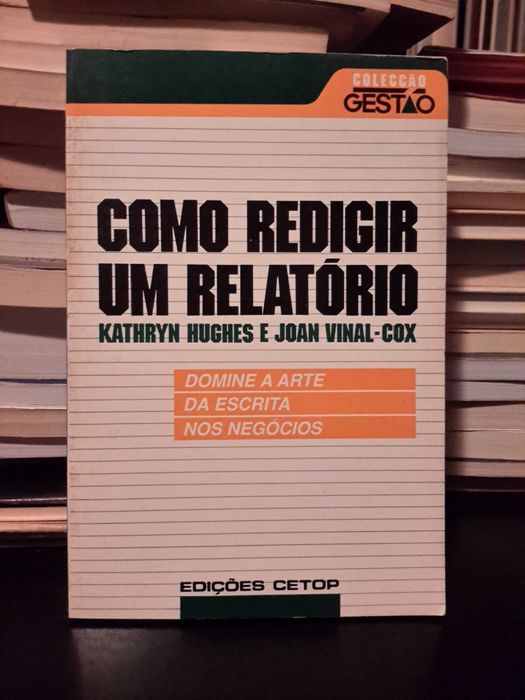 COLECÇÃO
GESTÃO
COMO REDIGIR
UM RELATÓRIO
KATHRYN HUGHES E JOAN VINAL-COX
DOMINE A ARTE
DA ESCRITA
NOS NEGÓCIOS
EDIÇÕES CETOP